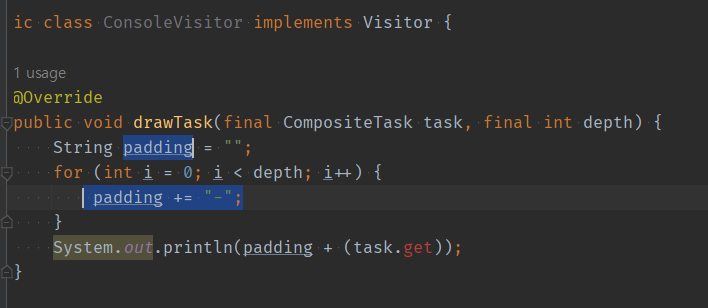 ic class ConsoleVisitor implements Visitor {
1 usage
@Override
public void drawTask(final CompositeTask task, final int depth) {
String padding = "";
for (int i = 0; i < depth; i++) {
padding += "-";
}
System.out.println(padding + (task.get));
}